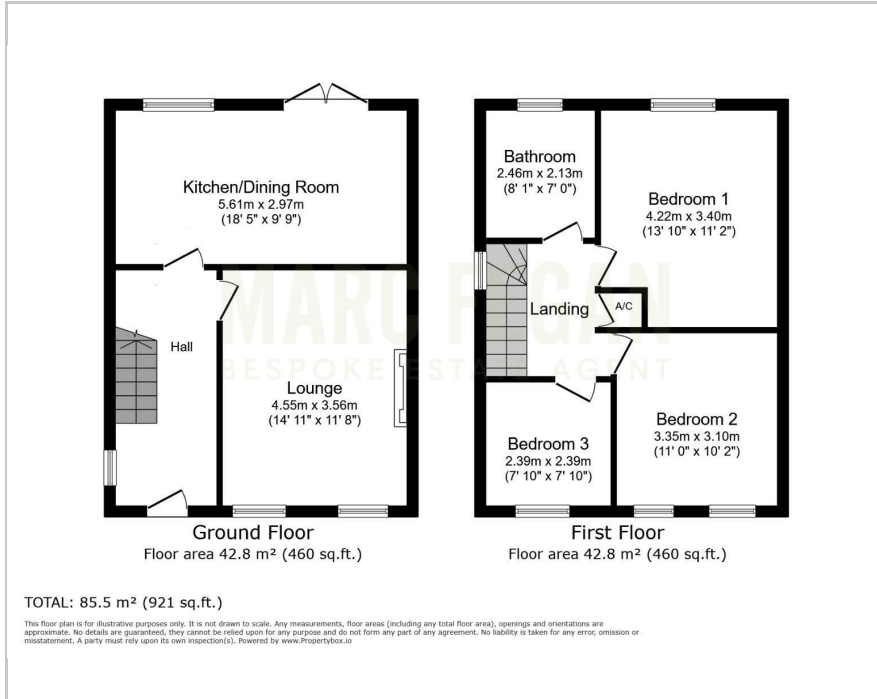 Kitchen/Dining Room
5.61m x 2.97m
(18' 5" x 9' 9")
Hall
Lounge
4.55m x 3.56m
(14' 11" x 11' 8")
Ground Floor
Floor area 42.8 m² (460 sq.ft.)
Bathroom
2.46m x 2.13m
(8' 1" x 7' 0")
Bedroom 1
4.22m x 3.40m
(13' 10" x 11' 2")
Landing
A/C
Bedroom 3
2.39m x 2.39m
(7' 10" x 7' 10")
Bedroom 2
3.35m x 3.10m
(11' 0" x 10' 2")
First Floor
Floor area 42.8 m² (460 sq.ft.)
MARC
BESPOKE ESTATE AGENT
TOTAL: 85.5 m² (921 sq.ft.)
This floor plan is for illustrative purposes only. It is not drawn to scale. Any measurements, floor areas (including any total floor area), openings and orientations are
approximate. No details are guaranteed, they cannot be relied upon for any purpose and do not form any part of any agreement. No liability is taken for any error, omission or
misstatement. A party must rely upon its own inspection(s). Powered by www.Propertybox.io